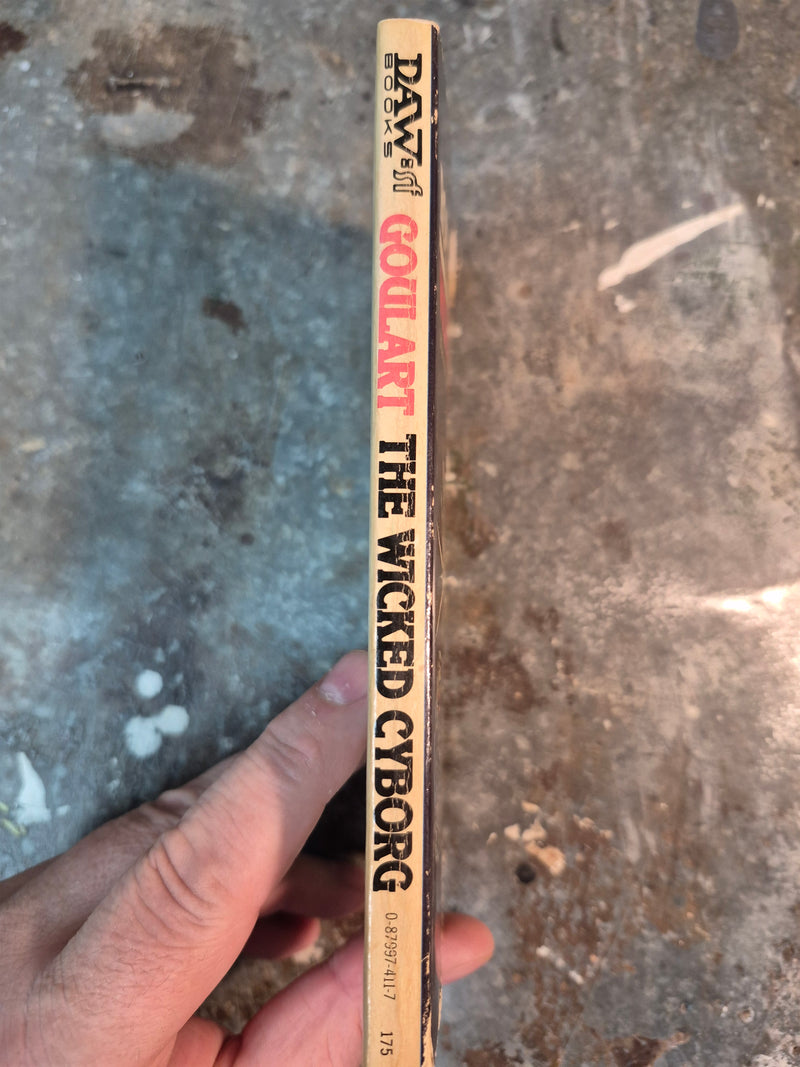 DAW:sf
BOOKS
GOULART THE WICKED CYBORG
0-87997-411-7 175